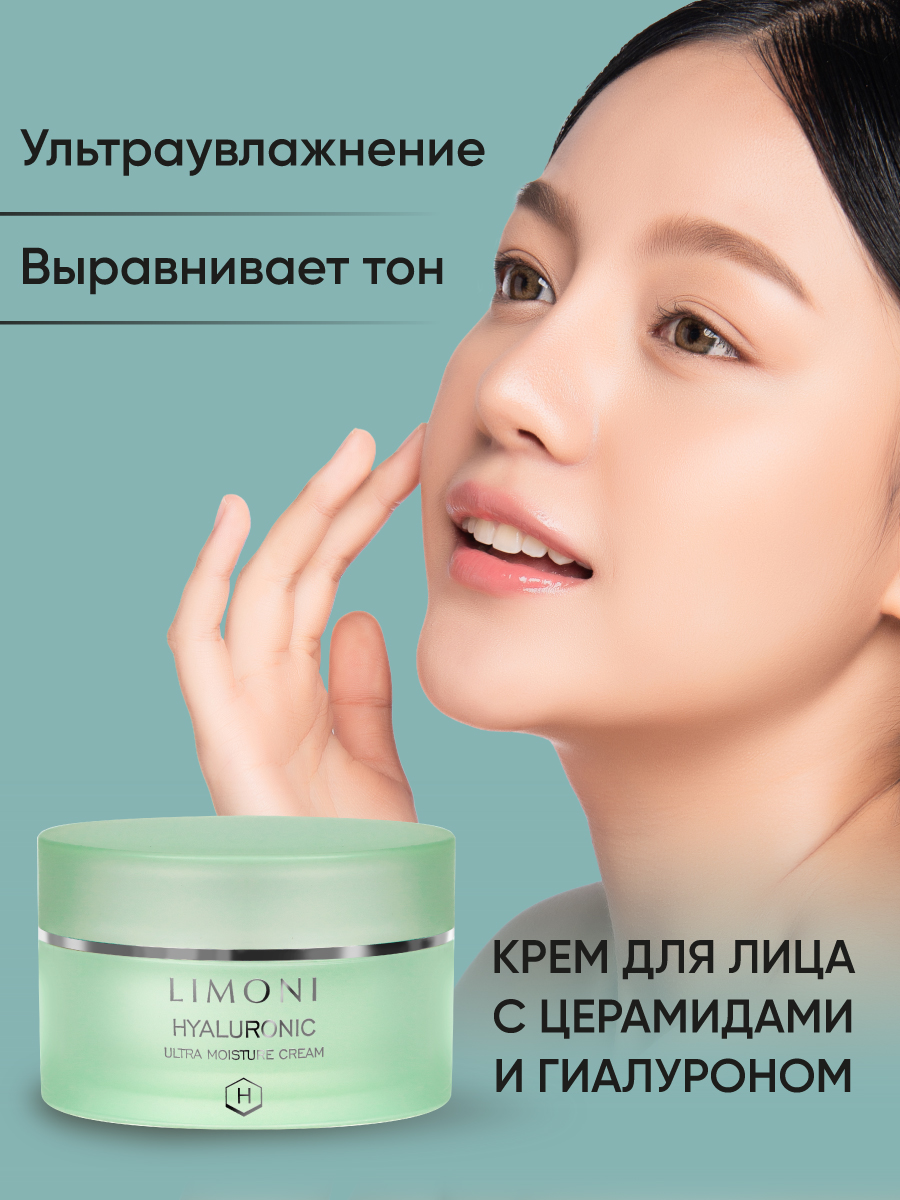 Ультраувлажнение
Выравнивает тон
LIMONI
HYALURONIC
ULTRA MOISTURE CREAM
H
КРЕМ ДЛЯ ЛИЦА
С ЦЕРАМИДАМИ
И ГИАЛУРОНОМ